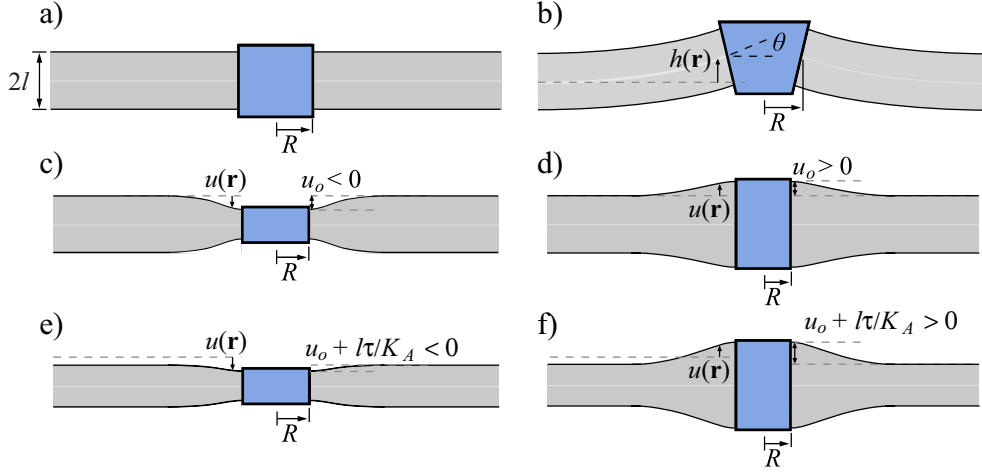 a)
2l
R
b)
h(r)
θ
R
c)
u(r)
u_o < 0
R
d)
u_o > 0
u(r)
R
e)
u(r)
u_o + lτ/K_A < 0
R
f)
u_o + lτ/K_A > 0
u(r)
R